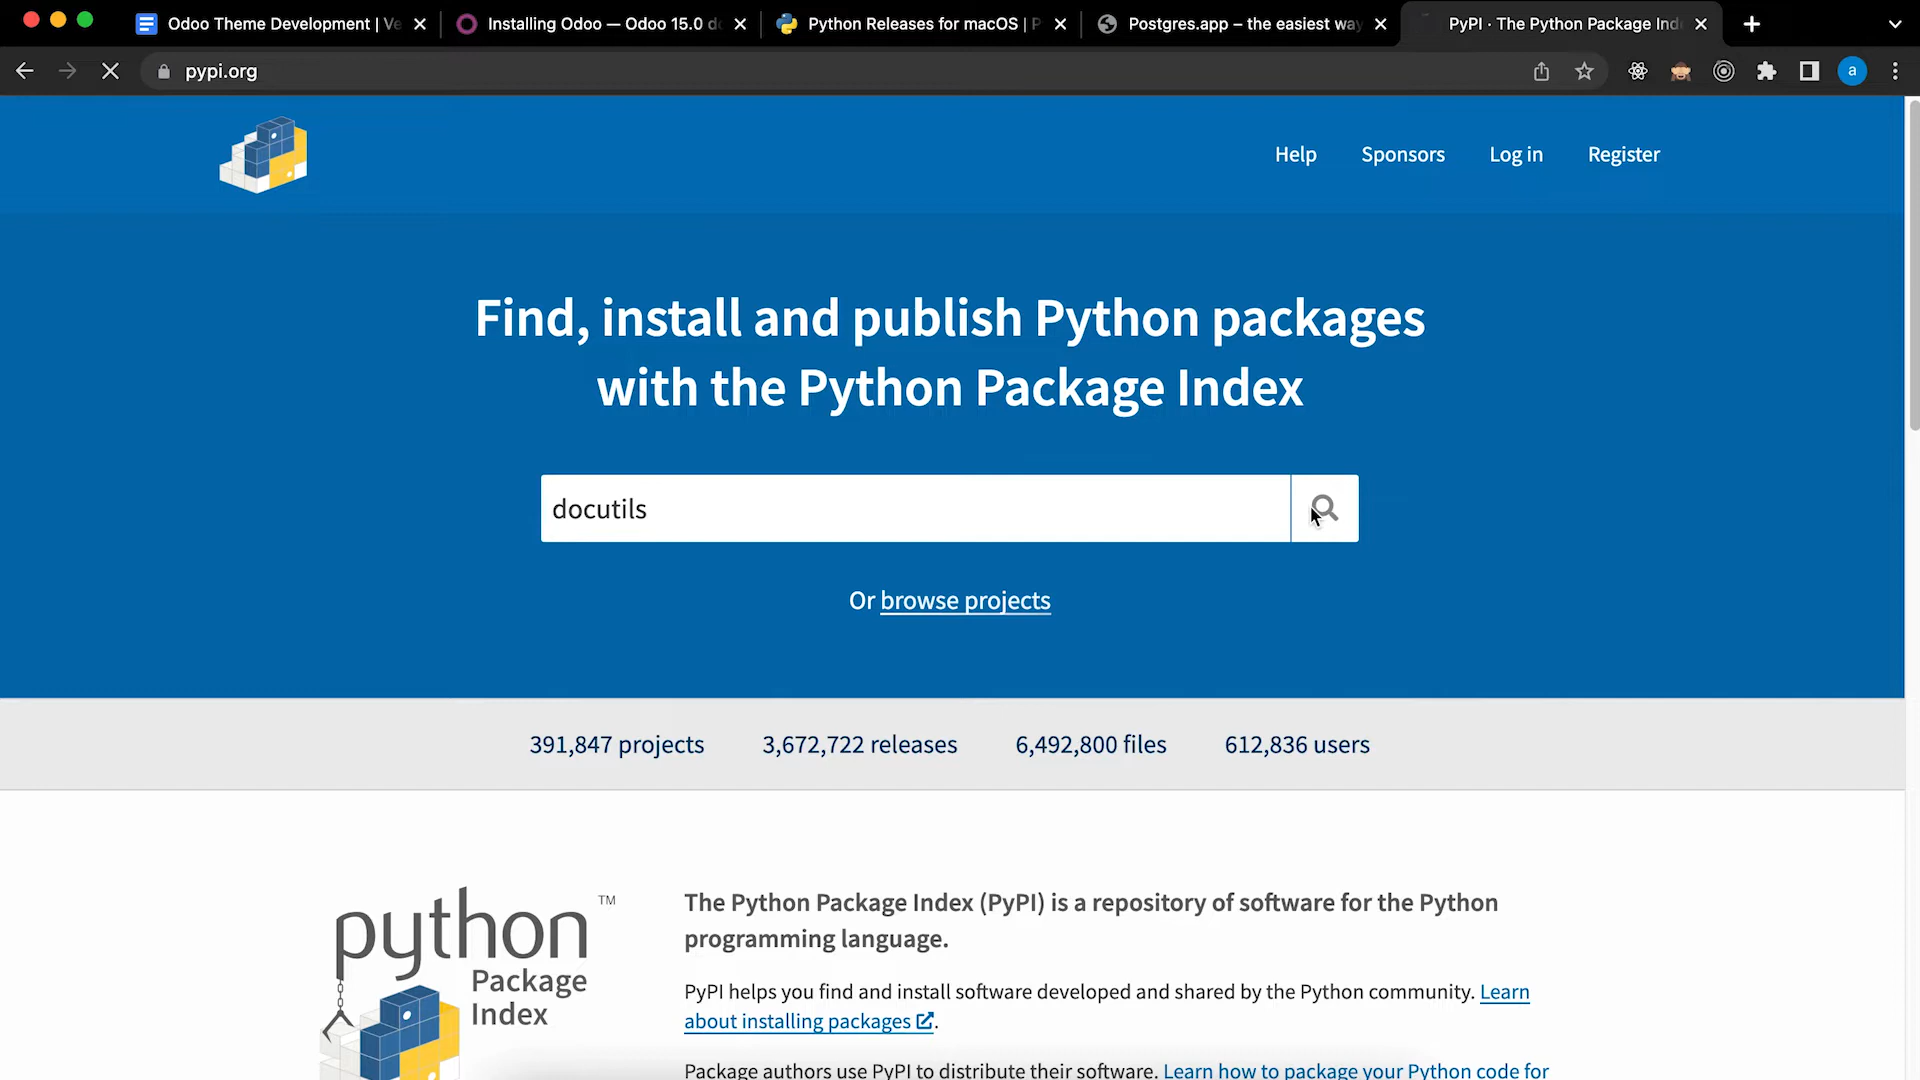 Odoo Theme Development | Ve
Installing Odoo — Odoo 15.0 do
Python Releases for macOS | P
Postgres.app – the easiest way
PyPI · The Python Package Ind
pypi.org
a
Help
Sponsors
Log in
Register
Find, install and publish Python packages
with the Python Package Index
docutils
Or browse projects
391,847 projects
3,672,722 releases
6,492,800 files
612,836 users
python TM
Package
Index
The Python Package Index (PyPI) is a repository of software for the Python
programming language.
PyPI helps you find and install software developed and shared by the Python community. Learn
about installing packages.
Package authors use PyPI to distribute their software. Learn how to package your Python code for